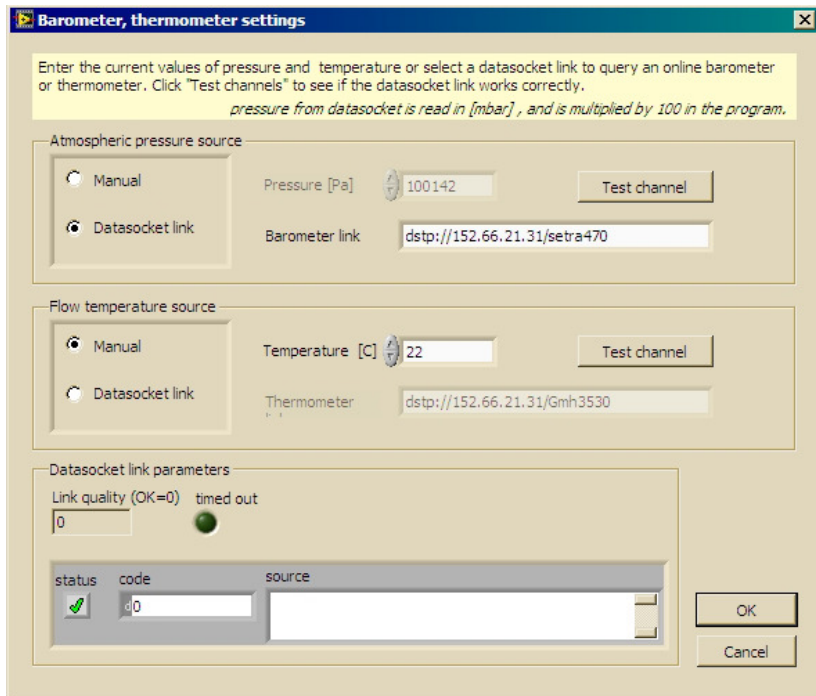 Barometer, thermometer settings
Enter the current values of pressure and temperature or select a datasocket link to query an online barometer
or thermometer. Click "Test channels" to see if the datasocket link works correctly.
pressure from datasocket is read in [mbar] , and is multiplied by 100 in the program.
Atmospheric pressure source
Manual
Pressure [Pa] 100142 Test channel
Datasocket link
Barometer link dstp://152.66.21.31/setra470
Flow temperature source
Manual
Temperature [C] 22 Test channel
Datasocket link
Thermometer dstp://152.66.21.31/Gmh3530
Datasocket link parameters
Link quality (OK=0) timed out
0
status code source
d0
OK
Cancel